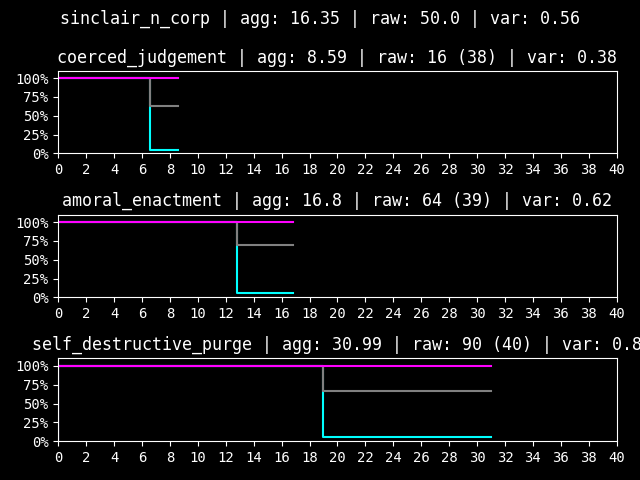 sinclair_n_corp | agg: 16.35 | raw: 50.0 | var: 0.56
coerced_judgement | agg: 8.59 | raw: 16 (38) | var: 0.38
100%
75%
50%
25%
0%
0 2 4 6 8 10 12 14 16 18 20 22 24 26 28 30 32 34 36 38 40
amoral_enactment | agg: 16.8 | raw: 64 (39) | var: 0.62
100%
75%
50%
25%
0%
0 2 4 6 8 10 12 14 16 18 20 22 24 26 28 30 32 34 36 38 40
self_destructive_purge | agg: 30.99 | raw: 90 (40) | var: 0.8
100%
75%
50%
25%
0%
0 2 4 6 8 10 12 14 16 18 20 22 24 26 28 30 32 34 36 38 40